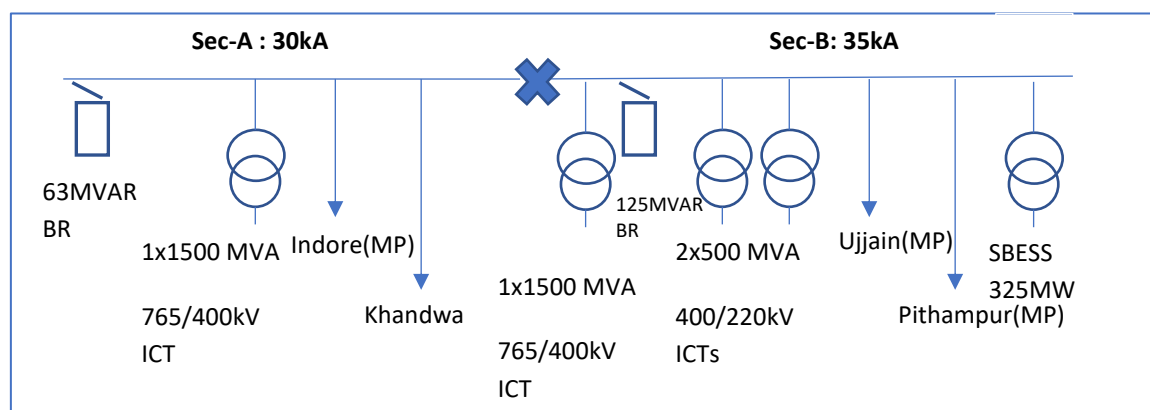 Sec-A : 30kA
Sec-B: 35kA
63MVAR
BR
1x1500 MVA
765/400kV
ICT
Indore(MP)
Khandwa
1x1500 MVA
765/400kV
ICT
125MVAR
BR
2x500 MVA
400/220kV
ICTs
Ujjain(MP)
Pithampur(MP)
SBESS
325MW